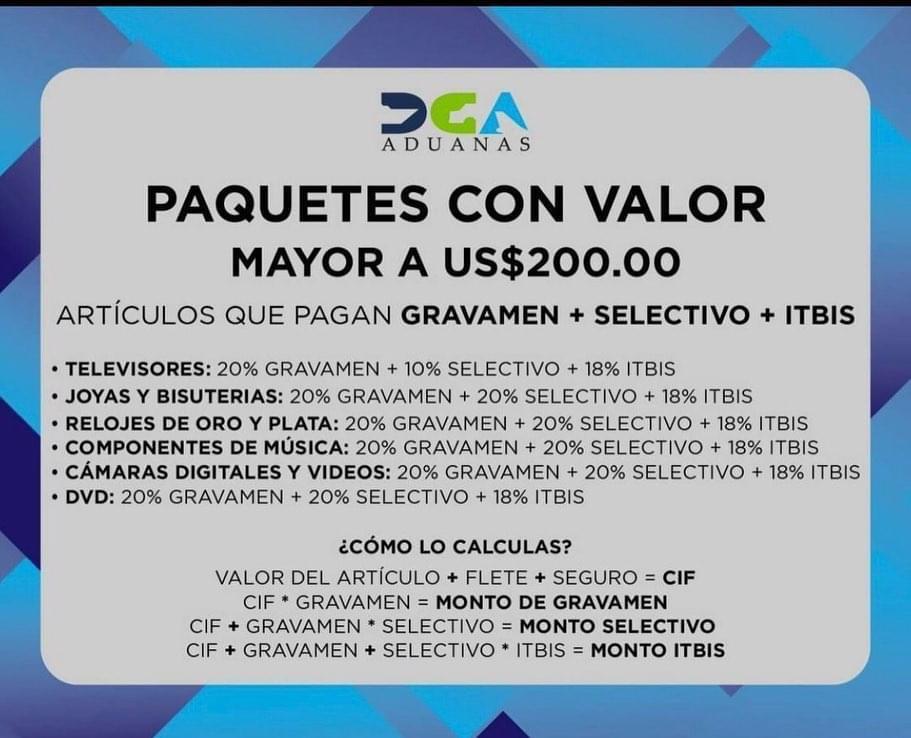 DGA
ADUANAS
PAQUETES CON VALOR
MAYOR A US$200.00
ARTÍCULOS QUE PAGAN GRAVAMEN + SELECTIVO + ITBIS
• TELEVISORES: 20% GRAVAMEN + 10% SELECTIVO + 18% ITBIS
• JOYAS Y BISUTERIAS: 20% GRAVAMEN + 20% SELECTIVO + 18% ITBIS
• RELOJES DE ORO Y PLATA: 20% GRAVAMEN + 20% SELECTIVO + 18% ITBIS
• COMPONENTES DE MÚSICA: 20% GRAVAMEN + 20% SELECTIVO + 18% ITBIS
• CÁMARAS DIGITALES Y VIDEOS: 20% GRAVAMEN + 20% SELECTIVO + 18% ITBIS
• DVD: 20% GRAVAMEN + 20% SELECTIVO + 18% ITBIS
¿CÓMO LO CALCULAS?
VALOR DEL ARTÍCULO + FLETE + SEGURO = CIF
CIF * GRAVAMEN = MONTO DE GRAVAMEN
CIF + GRAVAMEN * SELECTIVO = MONTO SELECTIVO
CIF + GRAVAMEN + SELECTIVO * ITBIS = MONTO ITBIS